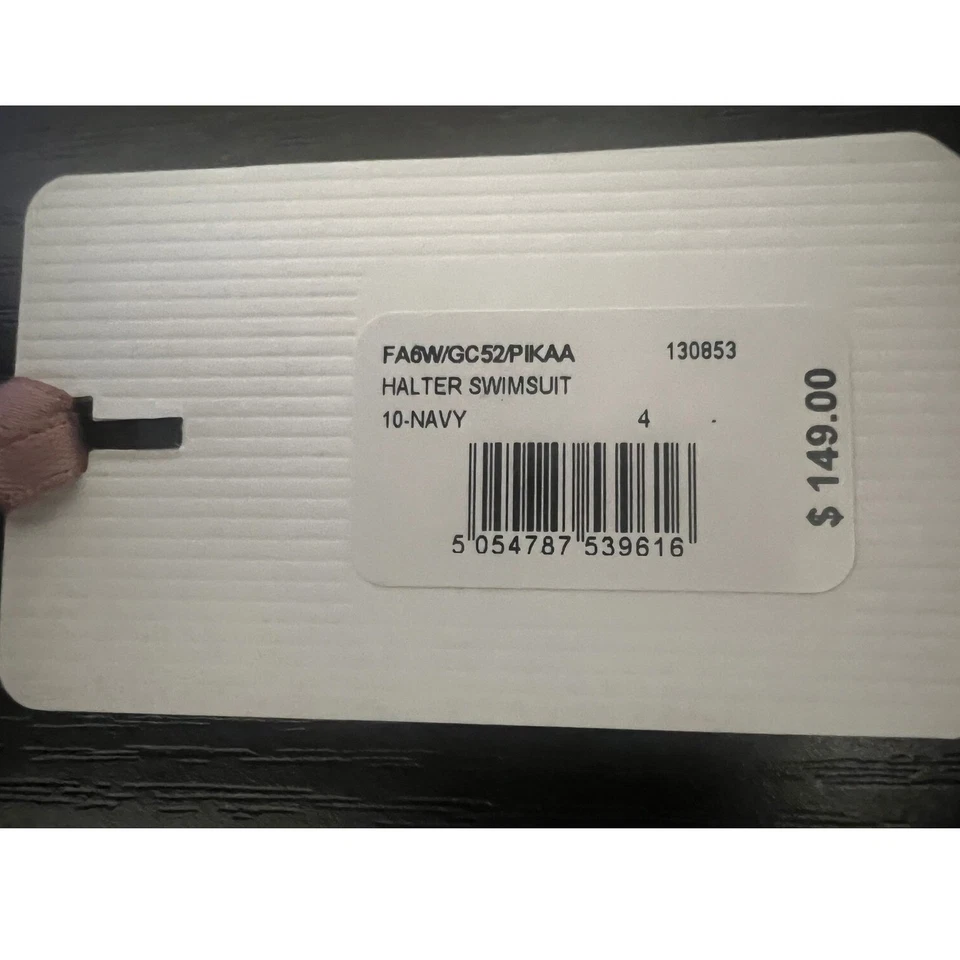 FA6W/GC52/PIKAA 130853
HALTER SWIMSUIT
10-NAVY 4
5 054787 539616
$ 149.00